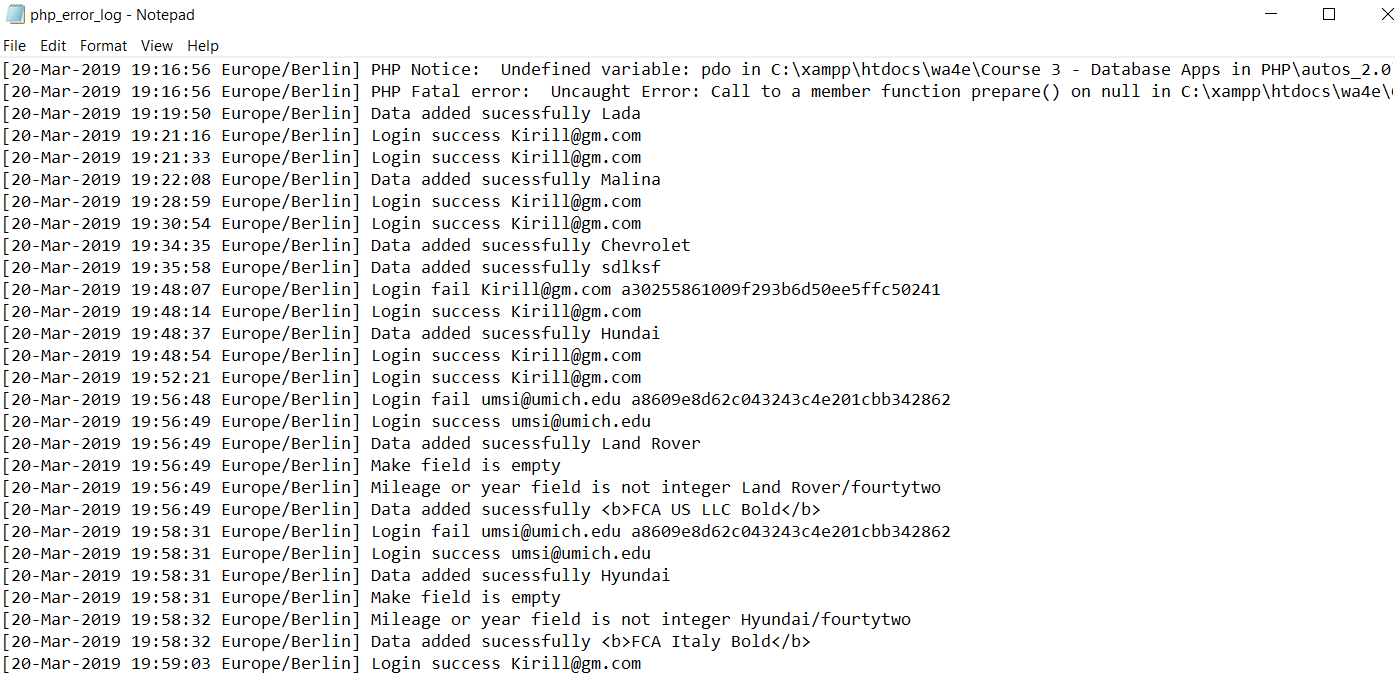 php_error_log - Notepad
File Edit Format View Help
[20-Mar-2019 19:16:56 Europe/Berlin] PHP Notice:  Undefined variable: pdo in C:\xampp\htdocs\wa4e\Course 3 - Database Apps in PHP\autos_2.0
[20-Mar-2019 19:16:56 Europe/Berlin] PHP Fatal error:  Uncaught Error: Call to a member function prepare() on null in C:\xampp\htdocs\wa4e\
[20-Mar-2019 19:19:50 Europe/Berlin] Data added sucessfully Lada
[20-Mar-2019 19:21:16 Europe/Berlin] Login success Kirill@gm.com
[20-Mar-2019 19:21:33 Europe/Berlin] Login success Kirill@gm.com
[20-Mar-2019 19:22:08 Europe/Berlin] Data added sucessfully Malina
[20-Mar-2019 19:28:59 Europe/Berlin] Login success Kirill@gm.com
[20-Mar-2019 19:30:54 Europe/Berlin] Login success Kirill@gm.com
[20-Mar-2019 19:34:35 Europe/Berlin] Data added sucessfully Chevrolet
[20-Mar-2019 19:35:58 Europe/Berlin] Data added sucessfully sdlksf
[20-Mar-2019 19:48:07 Europe/Berlin] Login fail Kirill@gm.com a30255861009f293b6d50ee5ffc50241
[20-Mar-2019 19:48:14 Europe/Berlin] Login success Kirill@gm.com
[20-Mar-2019 19:48:37 Europe/Berlin] Data added sucessfully Hundai
[20-Mar-2019 19:48:54 Europe/Berlin] Login success Kirill@gm.com
[20-Mar-2019 19:52:21 Europe/Berlin] Login success Kirill@gm.com
[20-Mar-2019 19:56:48 Europe/Berlin] Login fail umsi@umich.edu a8609e8d62c043243c4e201cbb342862
[20-Mar-2019 19:56:49 Europe/Berlin] Login success umsi@umich.edu
[20-Mar-2019 19:56:49 Europe/Berlin] Data added sucessfully Land Rover
[20-Mar-2019 19:56:49 Europe/Berlin] Make field is empty
[20-Mar-2019 19:56:49 Europe/Berlin] Mileage or year field is not integer Land Rover/fourtytwo
[20-Mar-2019 19:56:49 Europe/Berlin] Data added sucessfully <b>FCA US LLC Bold</b>
[20-Mar-2019 19:58:31 Europe/Berlin] Login fail umsi@umich.edu a8609e8d62c043243c4e201cbb342862
[20-Mar-2019 19:58:31 Europe/Berlin] Login success umsi@umich.edu
[20-Mar-2019 19:58:31 Europe/Berlin] Data added sucessfully Hyundai
[20-Mar-2019 19:58:31 Europe/Berlin] Make field is empty
[20-Mar-2019 19:58:32 Europe/Berlin] Mileage or year field is not integer Hyundai/fourtytwo
[20-Mar-2019 19:58:32 Europe/Berlin] Data added sucessfully <b>FCA Italy Bold</b>
[20-Mar-2019 19:59:03 Europe/Berlin] Login success Kirill@gm.com